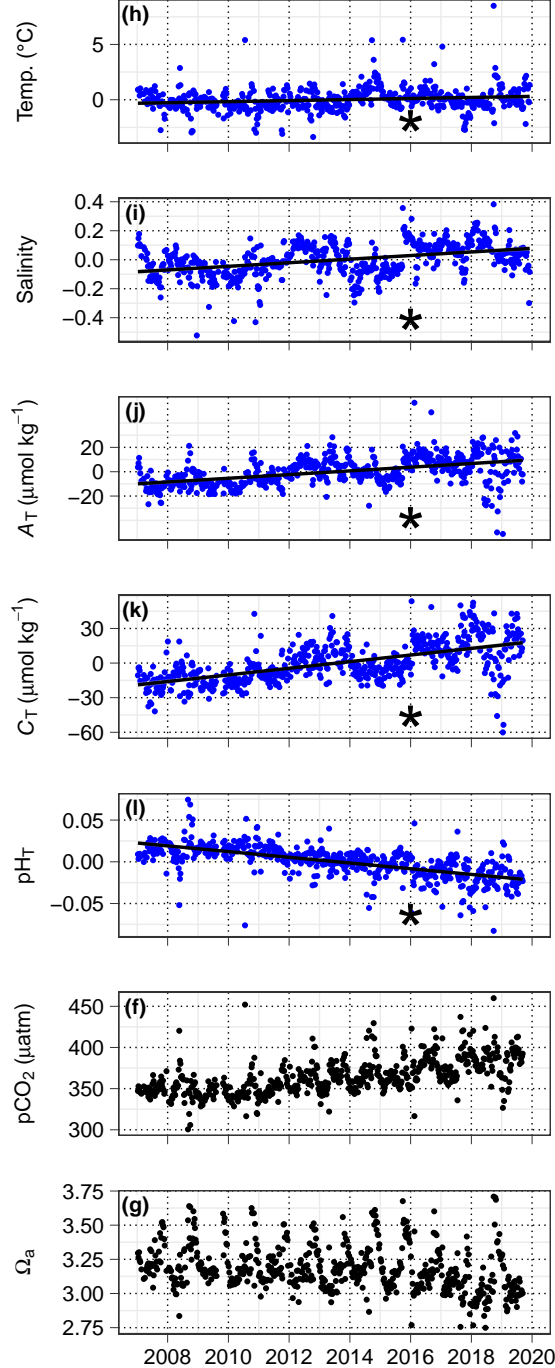 (h)
Temp. (°C)
5
0
*
(i)
Salinity
0.4
0.2
0.0
−0.2
−0.4
*
(j)
A_T (μmol kg⁻¹)
20
0
−20
*
(k)
C_T (μmol kg⁻¹)
30
0
−30
−60
*
(l)
pH_T
0.05
0.00
−0.05
*
(f)
pCO₂ (μatm)
450
400
350
300
(g)
Ωₐ
3.75
3.50
3.25
3.00
2.75
2008 2010 2012 2014 2016 2018 2020